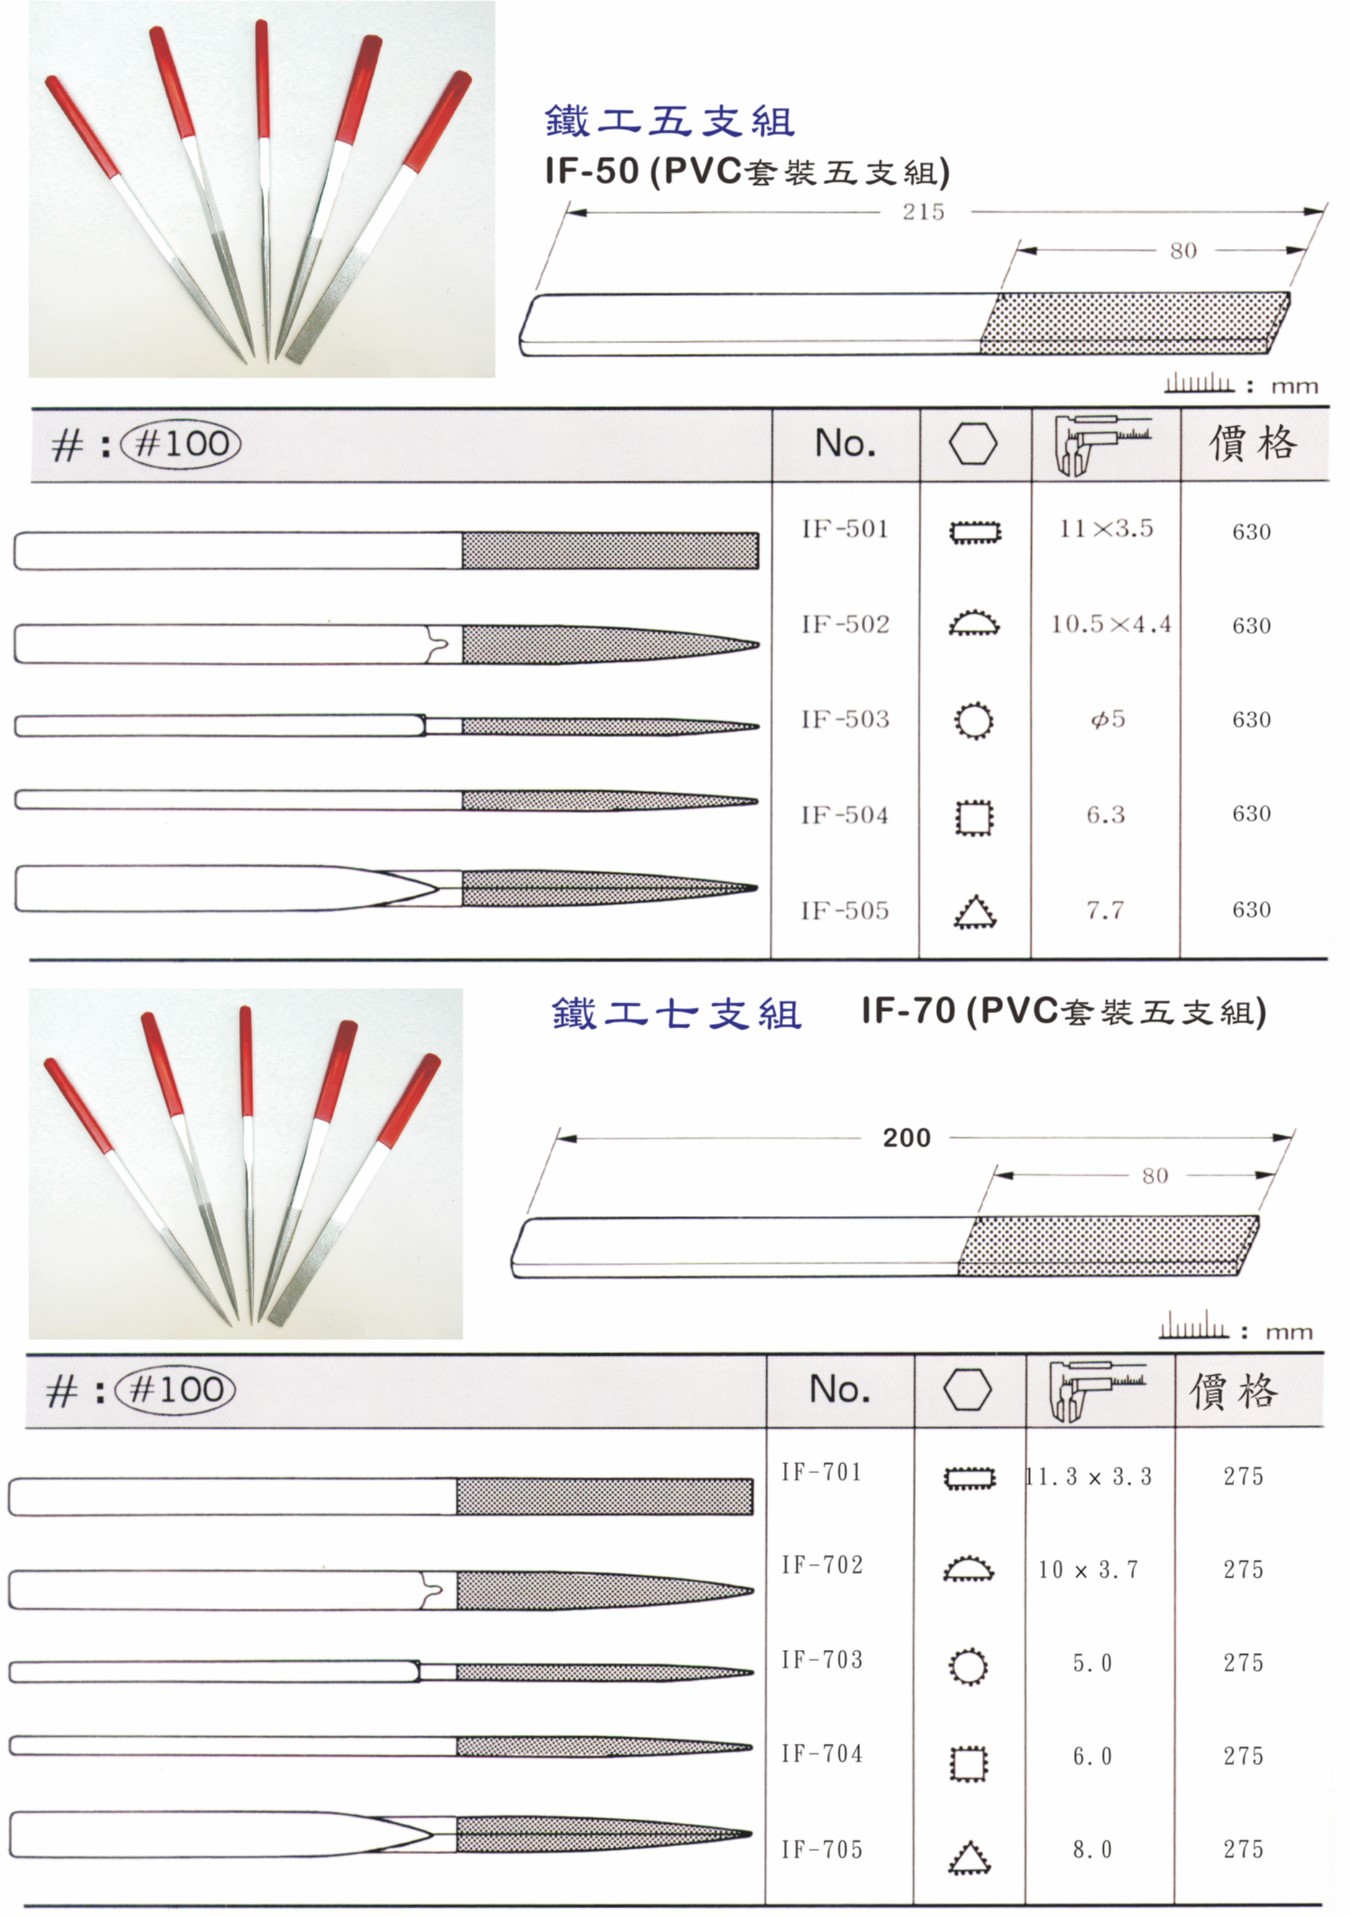 鐵工五支組
IF-50 (PVC套裝五支組)
215
80
: mm
# : #100 No. 價格
IF-501 11×3.5 630
IF-502 10.5×4.4 630
IF-503 φ5 630
IF-504 6.3 630
IF-505 7.7 630
鐵工七支組 IF-70 (PVC套裝五支組)
200
80
: mm
# : #100 No. 價格
IF-701 11.3 × 3.3 275
IF-702 10 × 3.7 275
IF-703 5.0 275
IF-704 6.0 275
IF-705 8.0 275